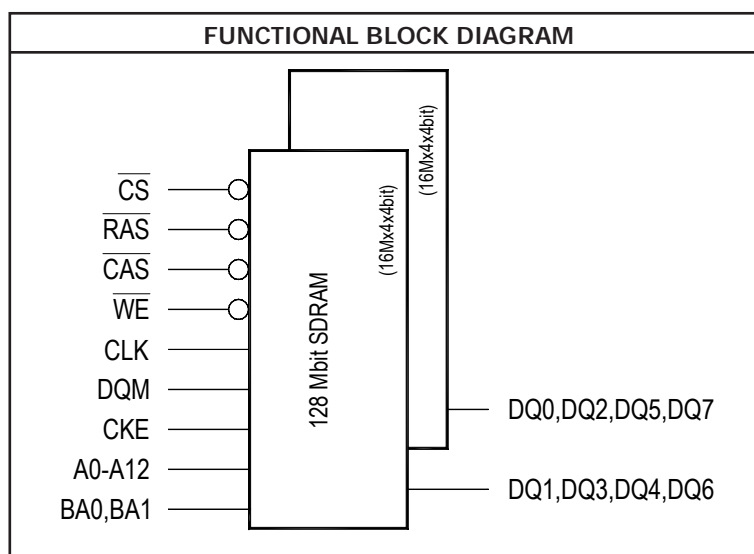 FUNCTIONAL BLOCK DIAGRAM
(16Mx4x4bit)
(16Mx4x4bit)
128 Mbit SDRAM
CS
RAS
CAS
WE
CLK
DQM
CKE
A0-A12
BA0,BA1
DQ0,DQ2,DQ5,DQ7
DQ1,DQ3,DQ4,DQ6